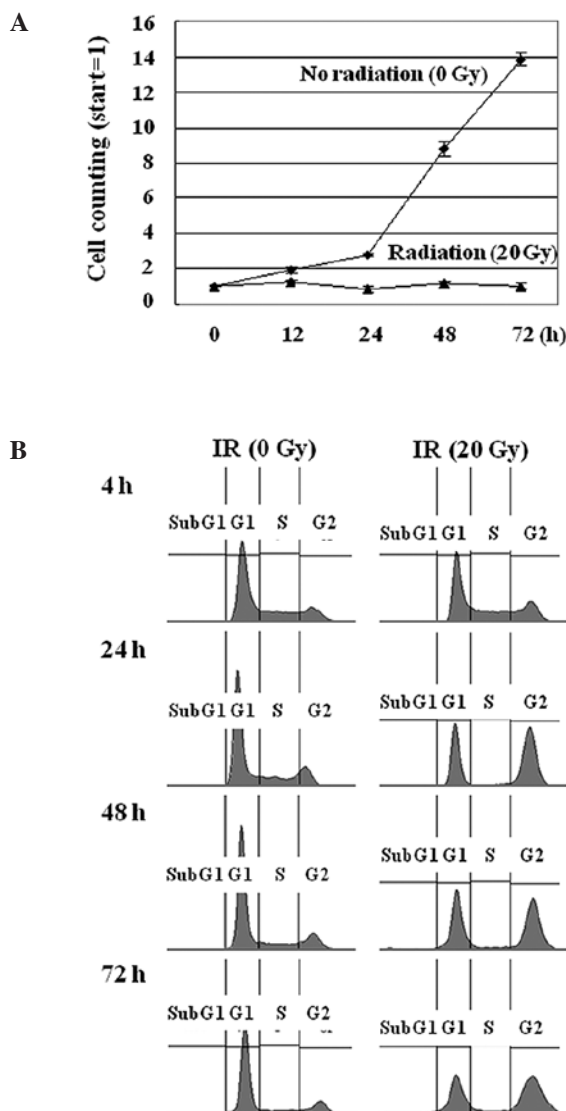 A
Cell counting (start=1)
16
14
12
10
8
6
4
2
0
No radiation (0 Gy)
Radiation (20 Gy)
0 12 24 48 72 (h)
B
IR (0 Gy) IR (20 Gy)
4 h
SubG1 G1 S G2 SubG1 G1 S G2
24 h
SubG1 G1 S G2 SubG1 G1 S G2
48 h
SubG1 G1 S G2 SubG1 G1 S G2
72 h
SubG1 G1 S G2 SubG1 G1 S G2